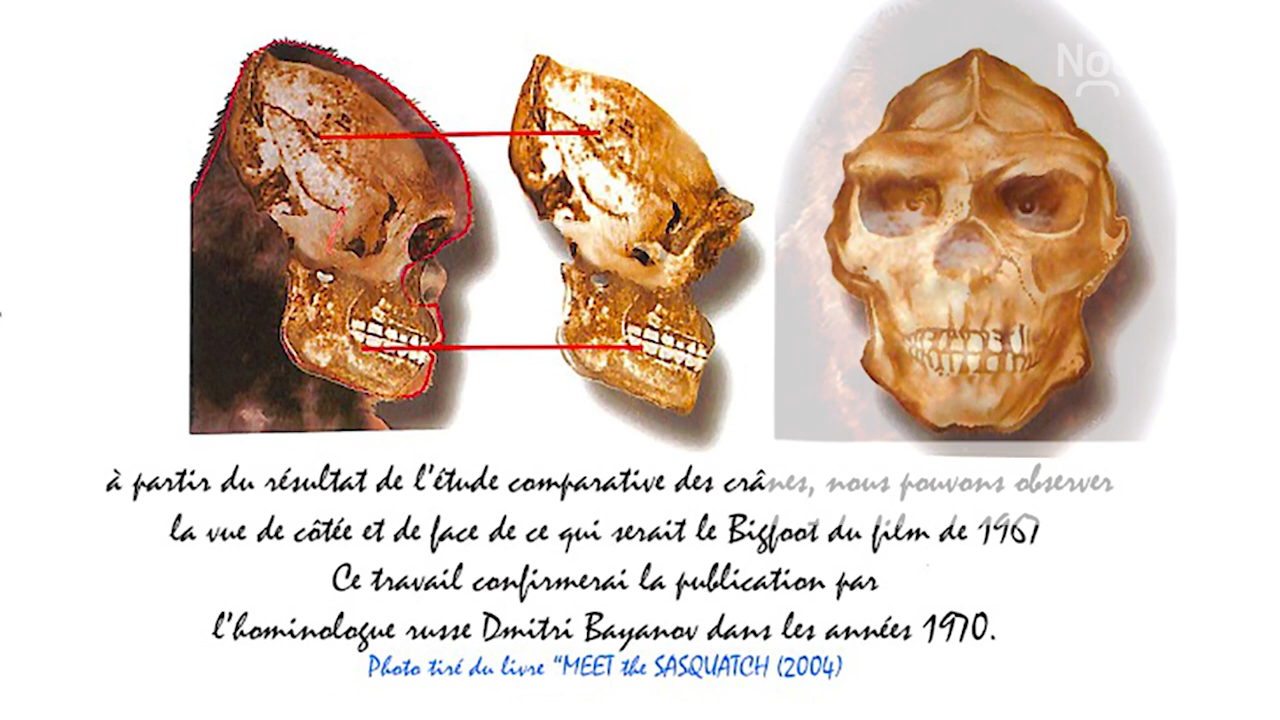 No
à partir du résultat de l'étude comparative des crânes, nous pouvons observer
la vue de côtée et de face de ce qui serait le Bigfoot du film de 1967
Ce travail confirmerai la publication par
l'hominologue russe Dmitri Bayanov dans les années 1970.
Photo tiré du livre "MEET the SASQUATCH (2004)